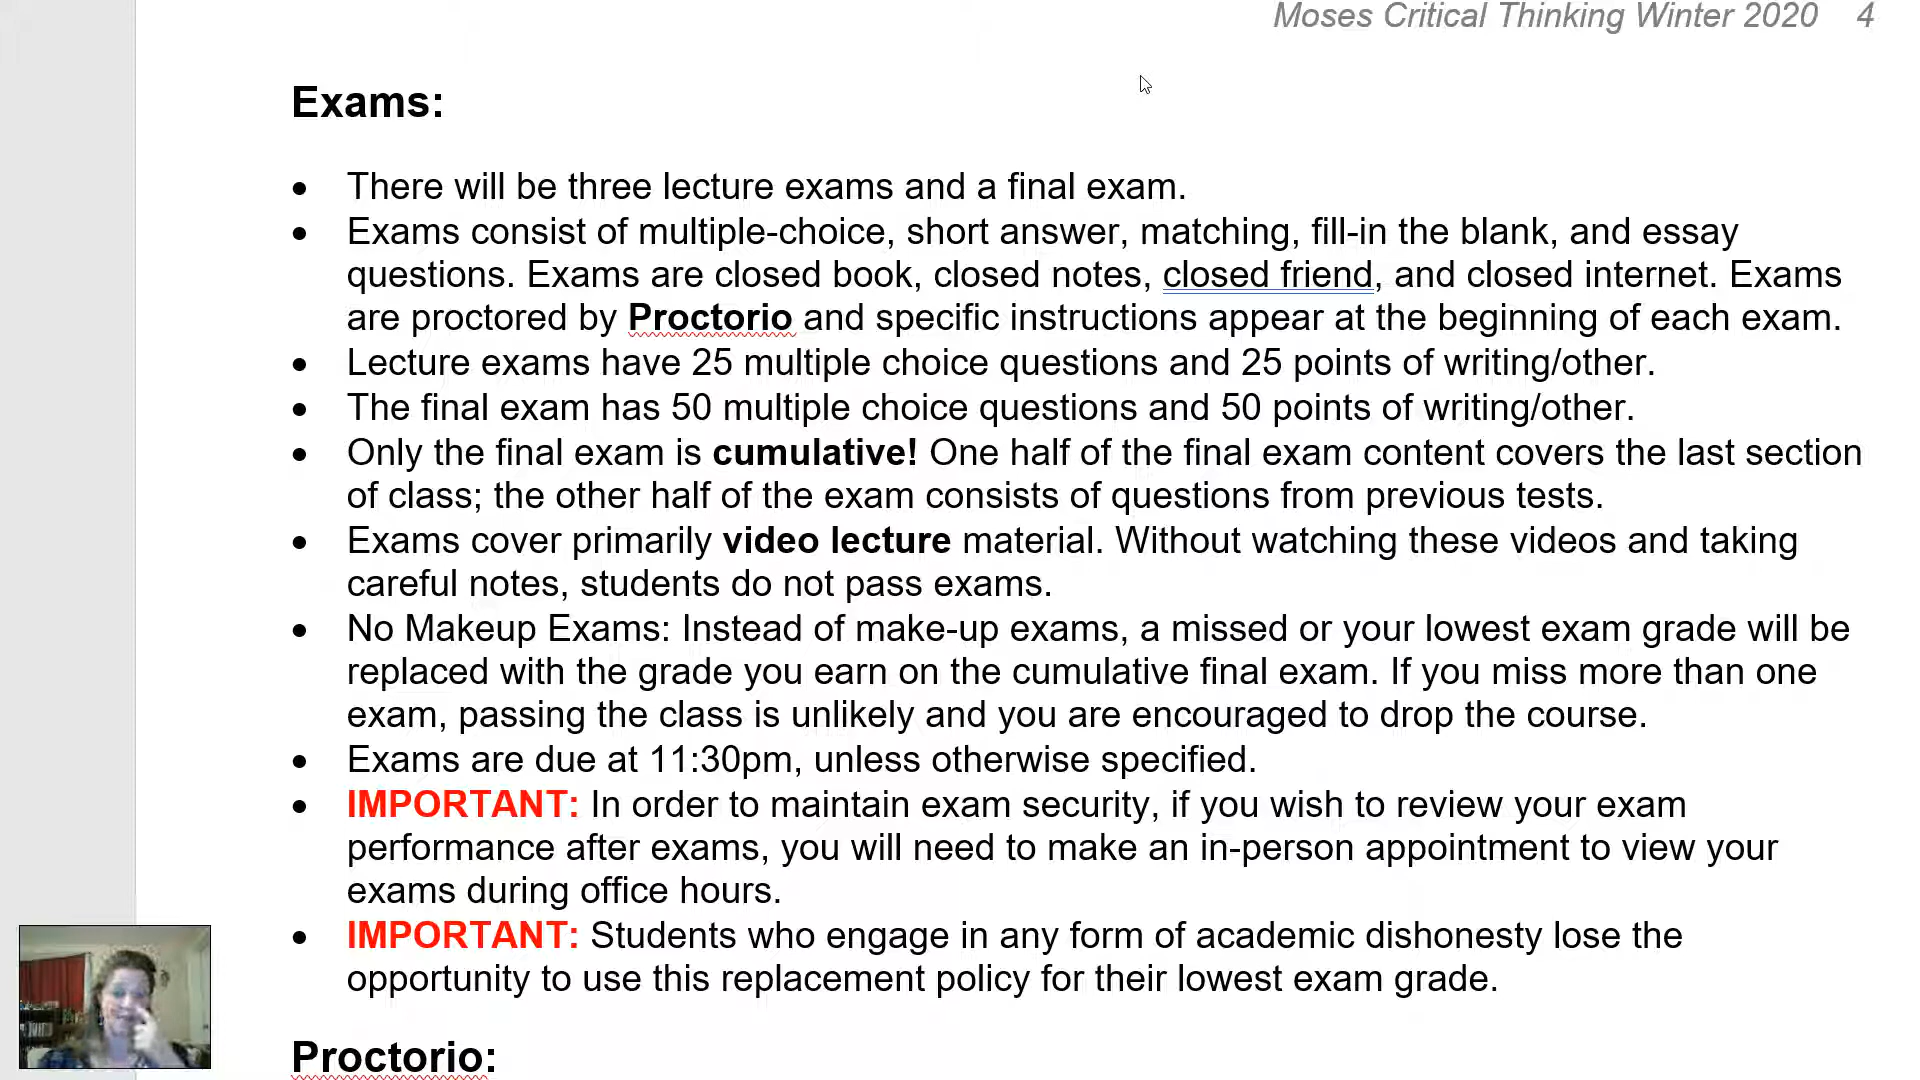 Moses Critical Thinking Winter 2020 4
Exams:
• There will be three lecture exams and a final exam.
• Exams consist of multiple-choice, short answer, matching, fill-in the blank, and essay
questions. Exams are closed book, closed notes, closed friend, and closed internet. Exams
are proctored by Proctorio and specific instructions appear at the beginning of each exam.
• Lecture exams have 25 multiple choice questions and 25 points of writing/other.
• The final exam has 50 multiple choice questions and 50 points of writing/other.
• Only the final exam is cumulative! One half of the final exam content covers the last section
of class; the other half of the exam consists of questions from previous tests.
• Exams cover primarily video lecture material. Without watching these videos and taking
careful notes, students do not pass exams.
• No Makeup Exams: Instead of make-up exams, a missed or your lowest exam grade will be
replaced with the grade you earn on the cumulative final exam. If you miss more than one
exam, passing the class is unlikely and you are encouraged to drop the course.
• Exams are due at 11:30pm, unless otherwise specified.
• IMPORTANT: In order to maintain exam security, if you wish to review your exam
performance after exams, you will need to make an in-person appointment to view your
exams during office hours.
• IMPORTANT: Students who engage in any form of academic dishonesty lose the
opportunity to use this replacement policy for their lowest exam grade.
Proctorio: